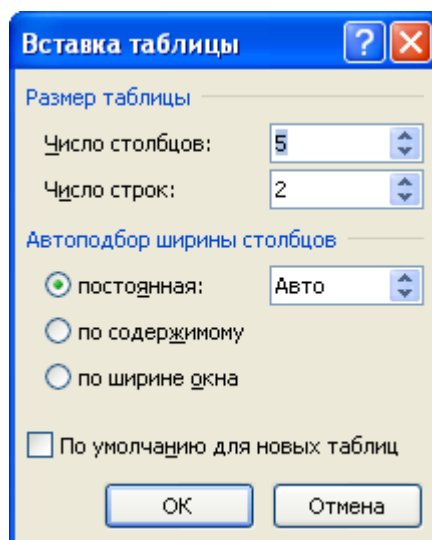 Вставка таблицы ?
Размер таблицы
Число столбцов: 5
Число строк: 2
Автоподбор ширины столбцов
постоянная: Авто
по содержимому
по ширине окна
По умолчанию для новых таблиц
ОК Отмена